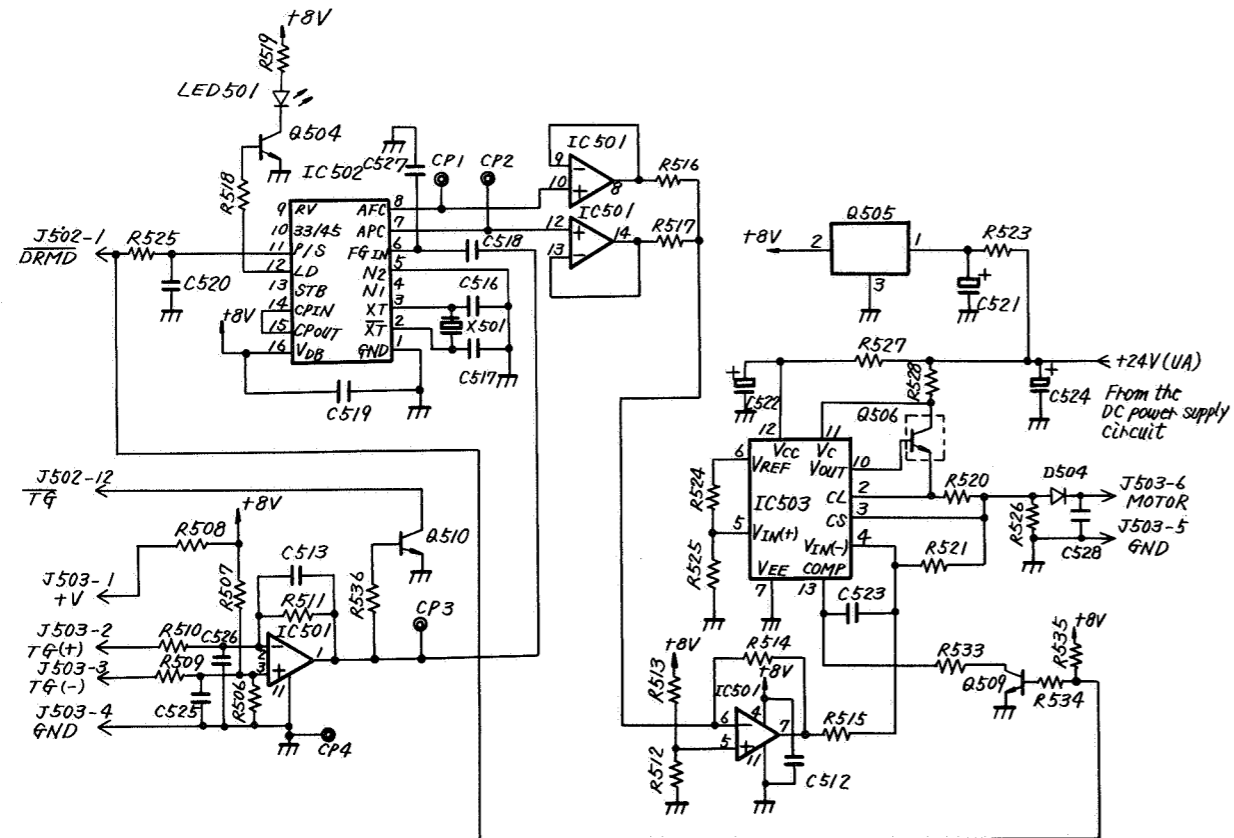 +8V
R519
LED501
Q504
R518
IC502
C527
CP1
CP2
9 RV AFC 8
10 33/45 APC 7
11 P/S FGIN 6
12 LD N2 5
13 STB N1 4
14 CPIN XT 3
15 CPOUT XT 2
16 VDB GND 1
J502-1
DRMD
R525
C520
+8V
C519
C518
C516
X501
C517
9
10
IC501
8
R516
IC501
12
13
14
R517
Q505
+8V
2
1
3
R523
C521
R527
+24V(UA)
From the
DC power supply
circuit
C522
R528
C524
Q506
12
11
6 VREF VCC VC VOUT 10
IC503
CL 2
CS 3
5 VIN(+) VIN(-) 4
VEE COMP
7
13
R524
R525
R520
D504
J503-6
MOTOR
R526
C528
J503-5
GND
R521
C523
J502-12
TG
+8V
R508
R507
C513
R511
IC501
R536
Q510
CP3
J503-1
+V
J503-2
TG(+)
J503-3
TG(-)
J503-4
GND
R510
C526
R509
C525
R506
2
3
1
11
CP4
+8V
R513
R514
+8V
IC501
4
6
5
7
11
R515
R512
C512
R533
Q509
R534
R535
+8V